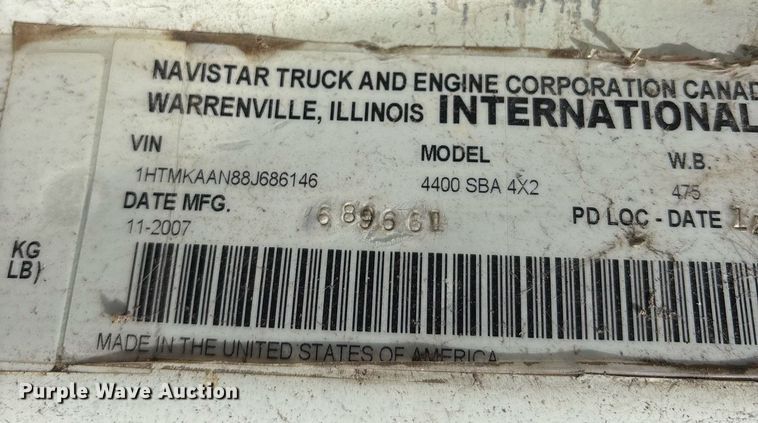 NAVISTAR TRUCK AND ENGINE CORPORATION CANAD
WARRENVILLE, ILLINOIS INTERNATIONAL
VIN MODEL W.B.
1HTMKAAN88J686146 4400 SBA 4X2 475
DATE MFG. 689661 PD LOC - DATE
11-2007
KG
LB)
MADE IN THE UNITED STATES OF AMERICA
Purple Wave Auction